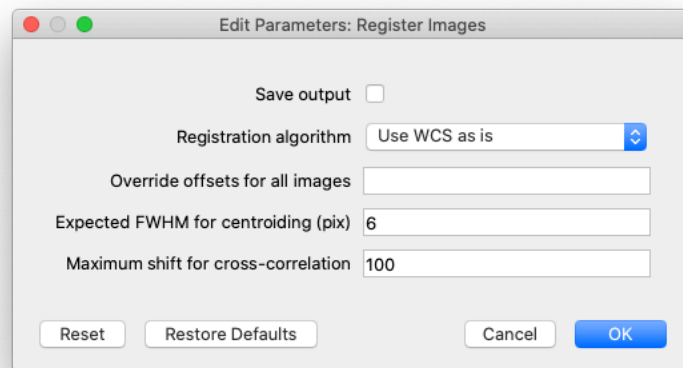 Edit Parameters: Register Images
Save output
Registration algorithm Use WCS as is
Override offsets for all images
Expected FWHM for centroiding (pix) 6
Maximum shift for cross-correlation 100
Reset Restore Defaults Cancel OK